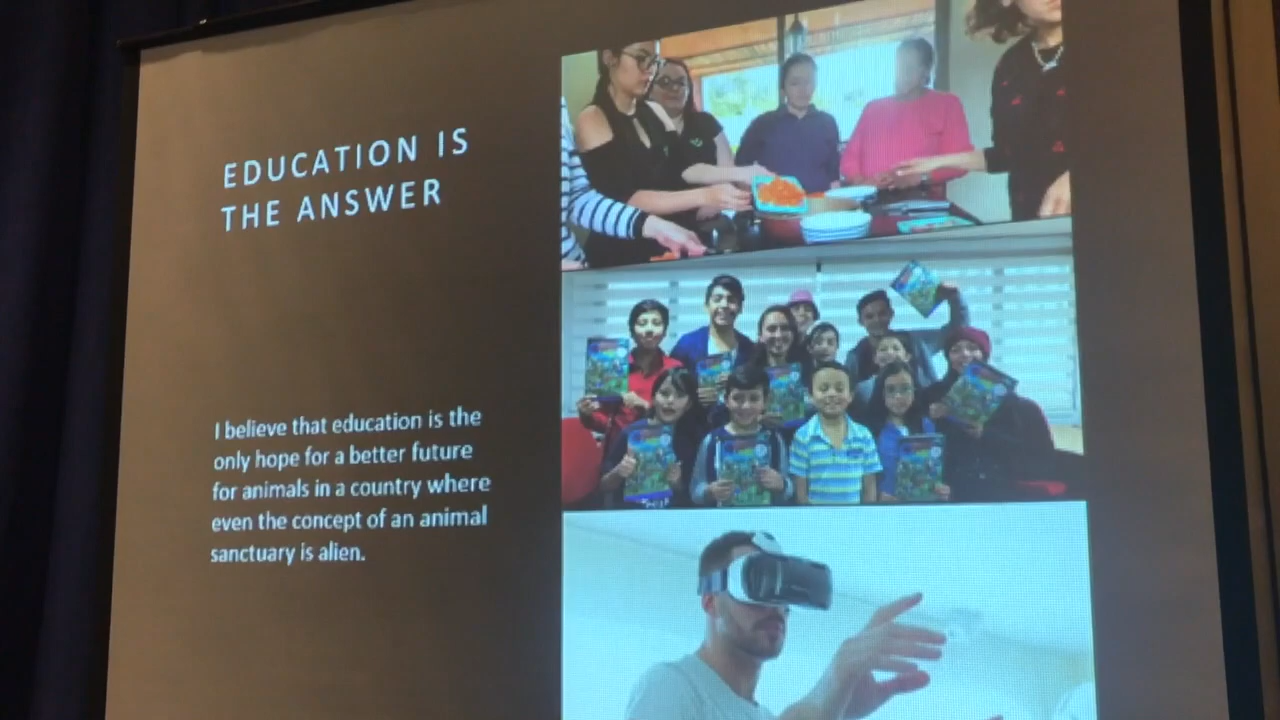 EDUCATION IS
THE ANSWER
I believe that education is the
only hope for a better future
for animals in a country where
even the concept of an animal
sanctuary is alien.